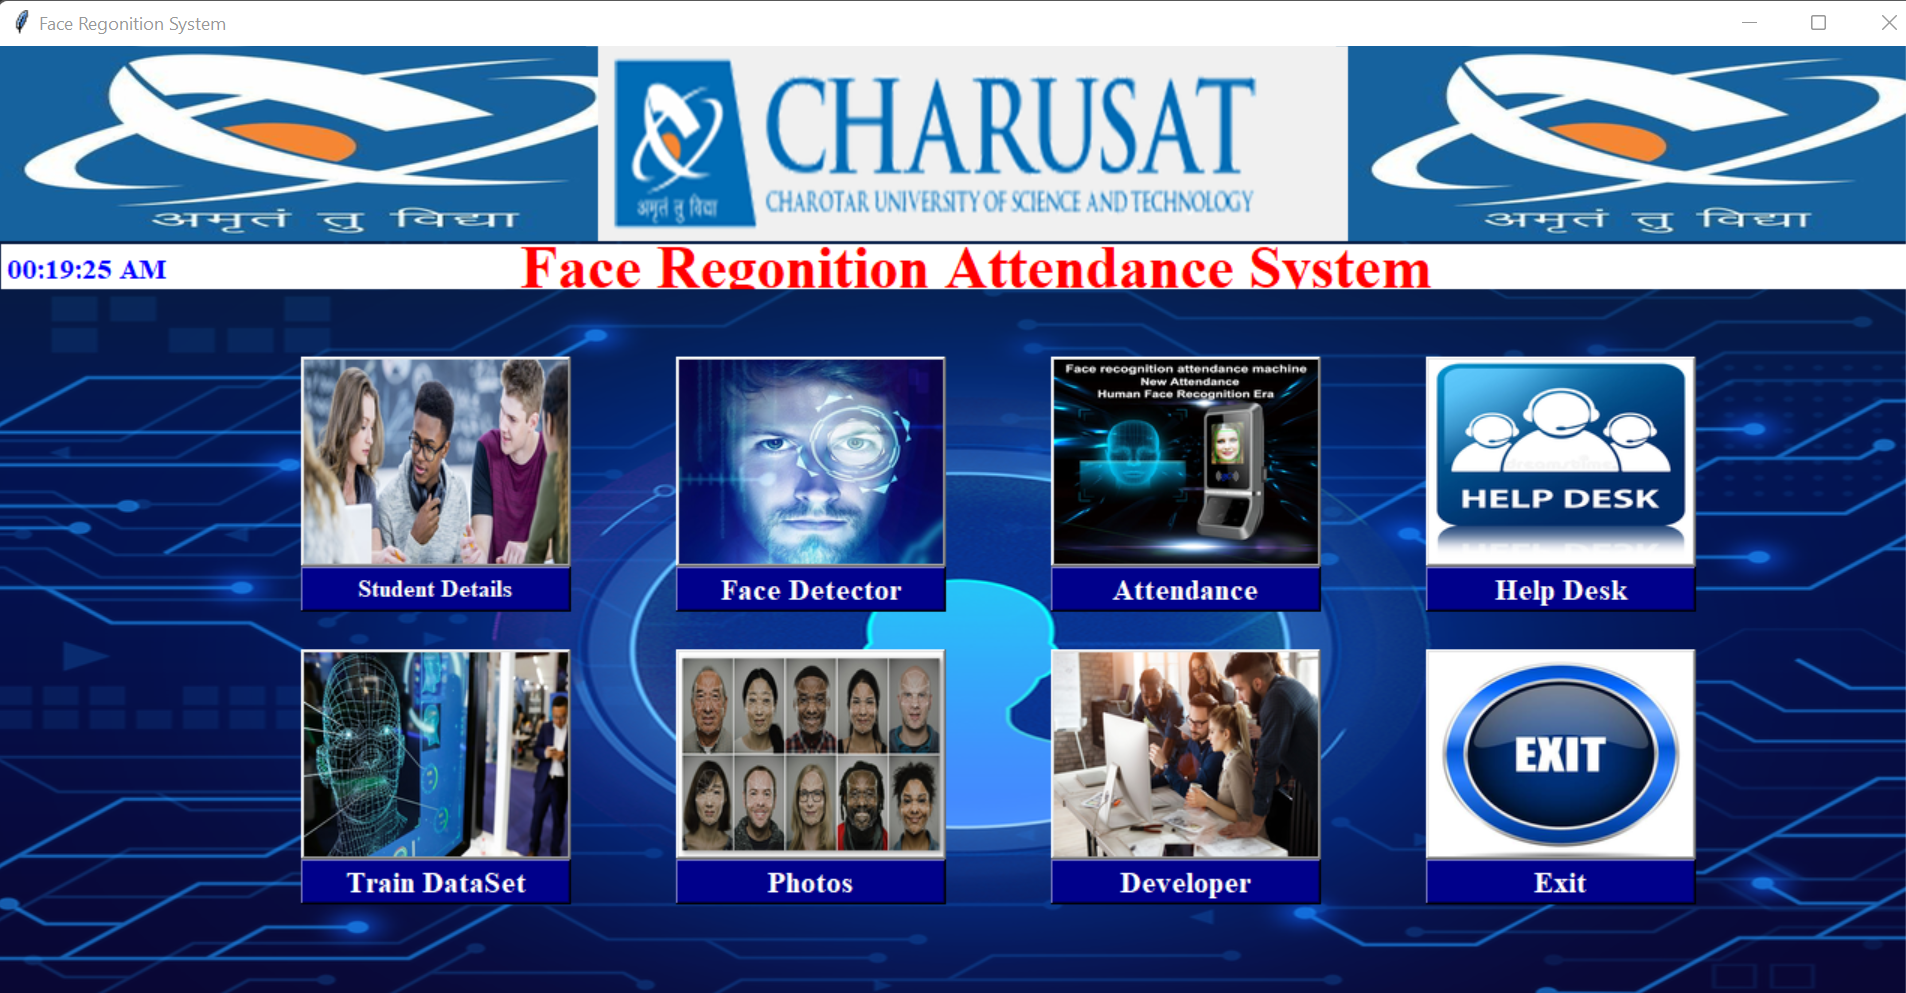 Face Regonition System
अमृतं तु विद्या
CHARUSAT
CHAROTAR UNIVERSITY OF SCIENCE AND TECHNOLOGY
अमृतं तु विद्या
अमृतं तु विद्या
00:19:25 AM
Face Regonition Attendance System
Face recognition attendance machine
New Attendance
Human Face Recognition Era
HELP DESK
Student Details
Face Detector
Attendance
Help Desk
EXIT
Train DataSet
Photos
Developer
Exit